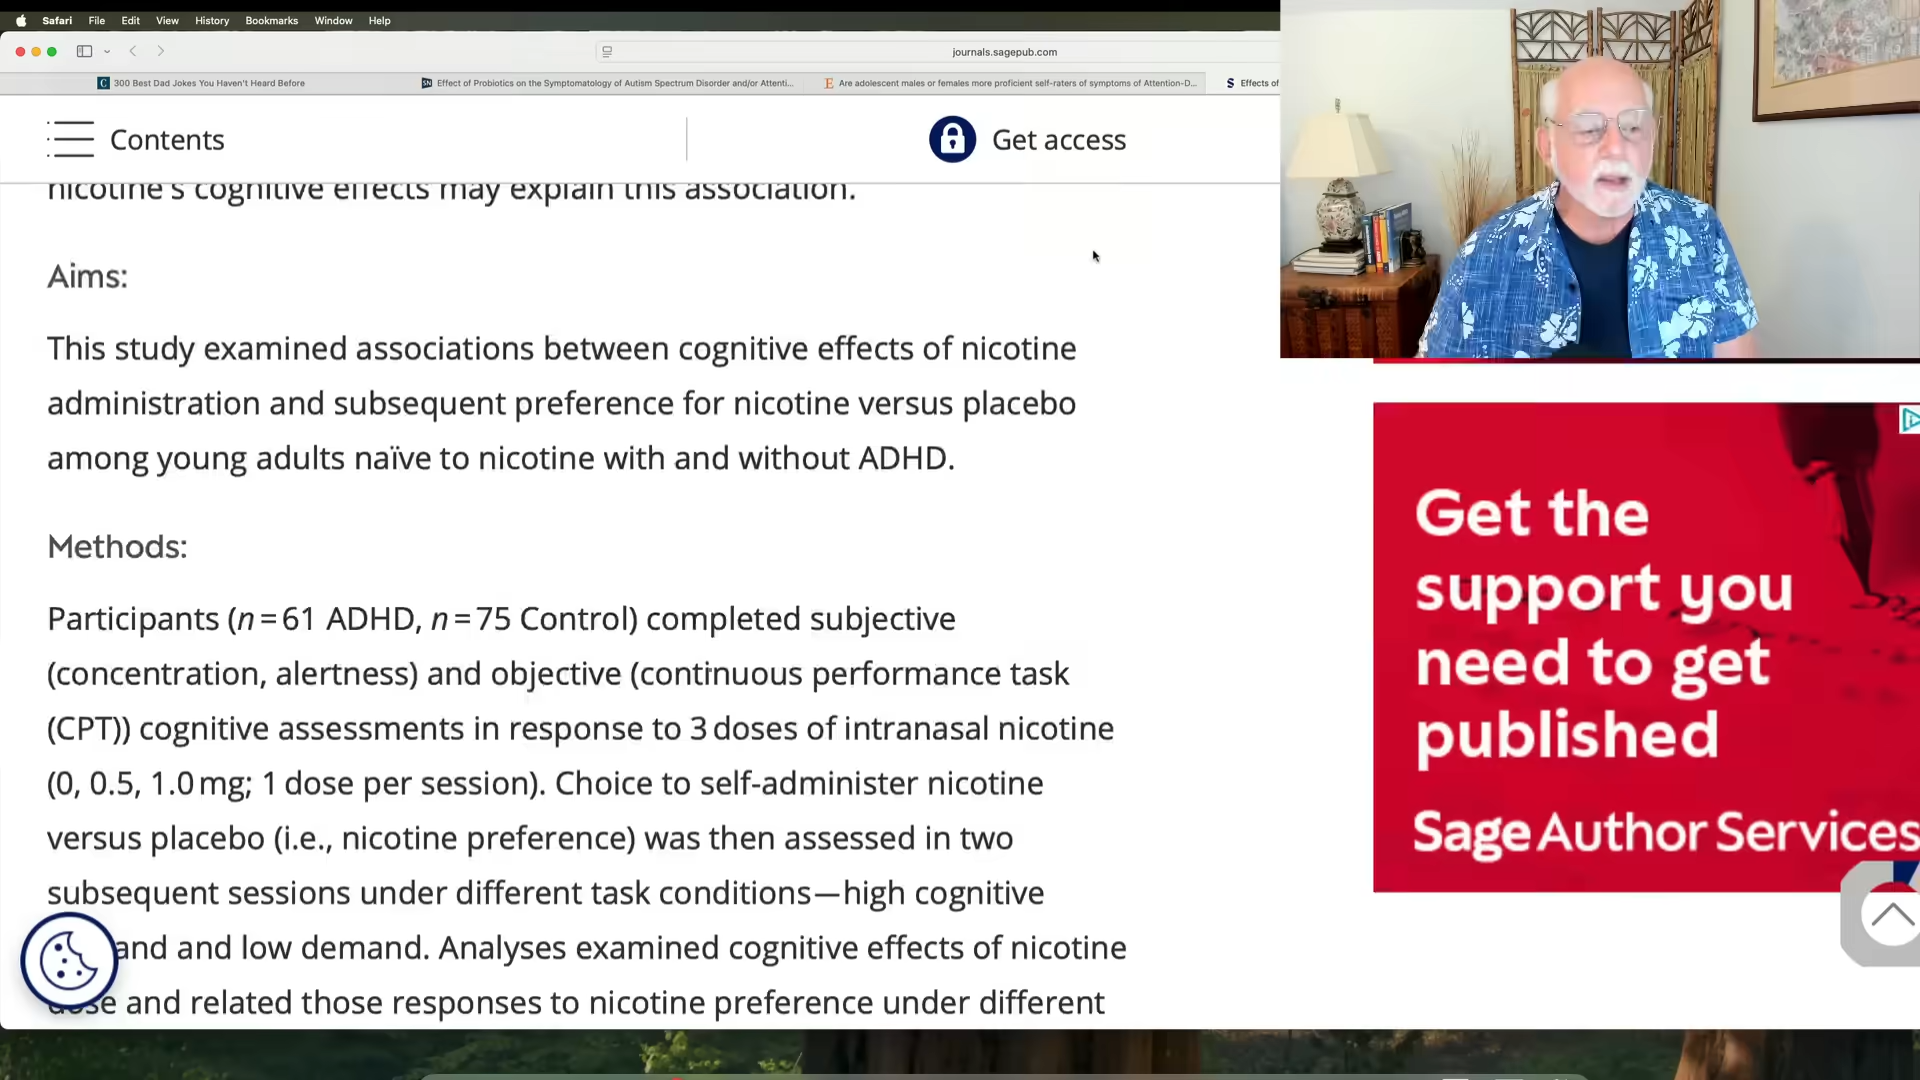 Safari File Edit View History Bookmarks Window Help
journals.sagepub.com
300 Best Dad Jokes You Haven't Heard Before
Effect of Probiotics on the Symptomatology of Autism Spectrum Disorder and/or Attenti...
Are adolescent males or females more proficient self-raters of symptoms of Attention-D...
Effects of
Contents
Get access
nicotine's cognitive effects may explain this association.
Aims:
This study examined associations between cognitive effects of nicotine
administration and subsequent preference for nicotine versus placebo
among young adults naïve to nicotine with and without ADHD.
Methods:
Participants (n = 61 ADHD, n = 75 Control) completed subjective
(concentration, alertness) and objective (continuous performance task
(CPT)) cognitive assessments in response to 3 doses of intranasal nicotine
(0, 0.5, 1.0 mg; 1 dose per session). Choice to self-administer nicotine
versus placebo (i.e., nicotine preference) was then assessed in two
subsequent sessions under different task conditions—high cognitive
and and low demand. Analyses examined cognitive effects of nicotine
dose and related those responses to nicotine preference under different
Get the
support you
need to get
published
Sage Author Services